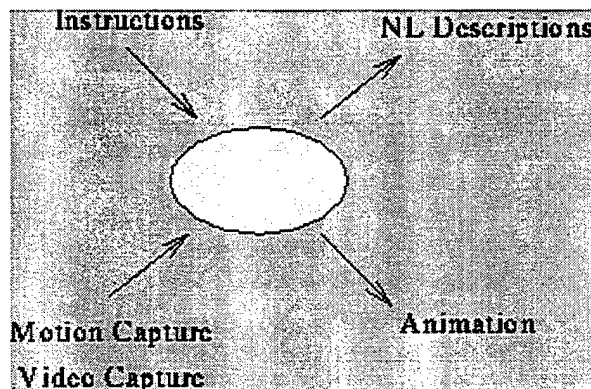 Instructions
NL Descriptions
Motion Capture
Video Capture
Animation